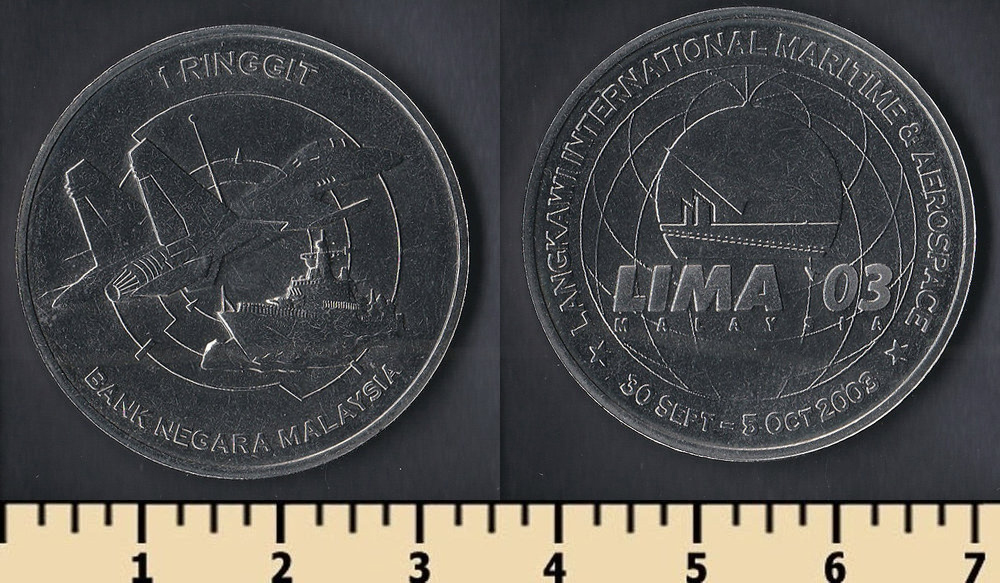 1 RINGGIT
BANK NEGARA MALAYSIA
LANGKAWI INTERNATIONAL MARITIME & AEROSPACE
LIMA '03
MALAYSIA
30 SEPT - 5 OCT 2003
1 2 3 4 5 6 7